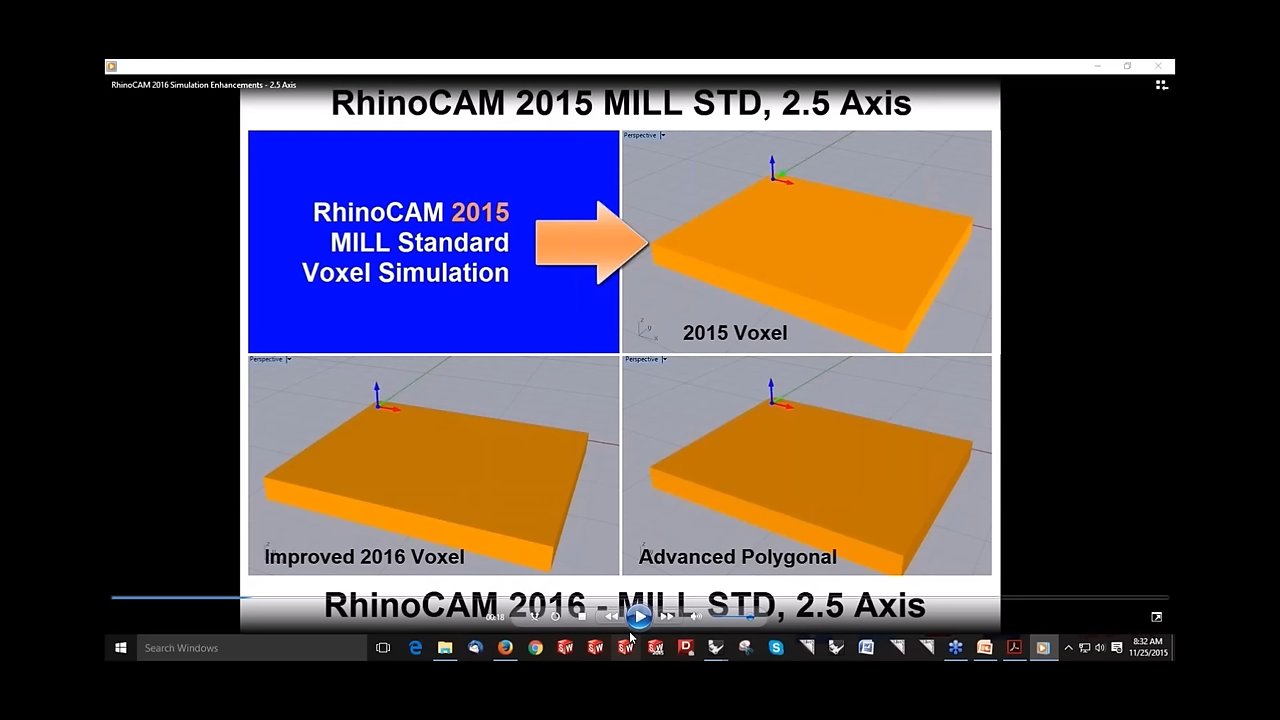 RhinoCAM 2016 Simulation Enhancements - 2.5 Axis
RhinoCAM 2015 MILL STD, 2.5 Axis
Perspective
RhinoCAM 2015
MILL Standard
Voxel Simulation
2015 Voxel
Perspective
Perspective
Improved 2016 Voxel
Advanced Polygonal
RhinoCAM 2016 - MILL STD, 2.5 Axis
00:18
Search Windows
8:32 AM
11/25/2015